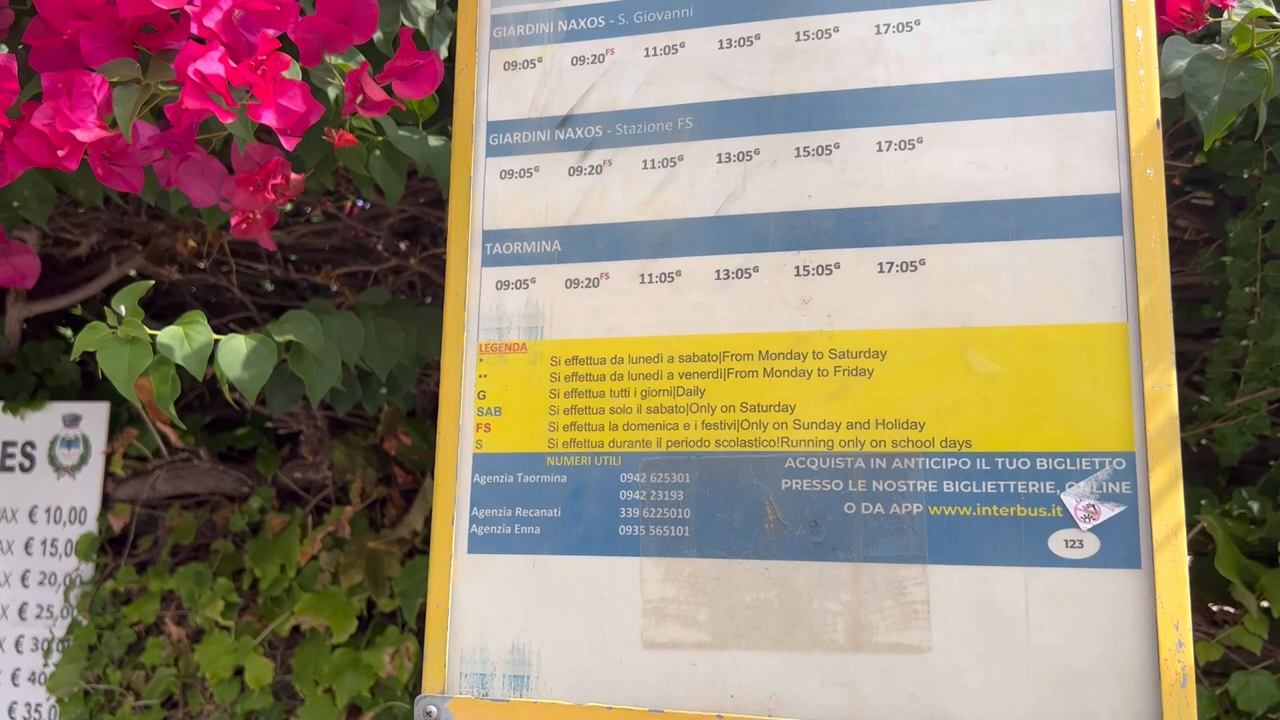 GIARDINI NAXOS - S. Giovanni
09:05G 09:20FS 11:05G 13:05G 15:05G 17:05G
GIARDINI NAXOS - Stazione FS
09:05G 09:20FS 11:05G 13:05G 15:05G 17:05G
TAORMINA
09:05G 09:20FS 11:05G 13:05G 15:05G 17:05G
LEGENDA
* Si effettua da lunedì a sabato|From Monday to Saturday
** Si effettua da lunedì a venerdì|From Monday to Friday
G Si effettua tutti i giorni|Daily
SAB Si effettua solo il sabato|Only on Saturday
FS Si effettua la domenica e i festivi|Only on Sunday and Holiday
S Si effettua durante il periodo scolastico!Running only on school days
NUMERI UTILI
Agenzia Taormina 0942 625301
0942 23193
Agenzia Recanati 339 6225010
Agenzia Enna 0935 565101
ACQUISTA IN ANTICIPO IL TUO BIGLIETTO
PRESSO LE NOSTRE BIGLIETTERIE, ONLINE
O DA APP www.interbus.it
123
ES
AX € 10,00
AX € 15,00
X € 20,00
€ 25,00
€ 30
€ 40
€ 35,0